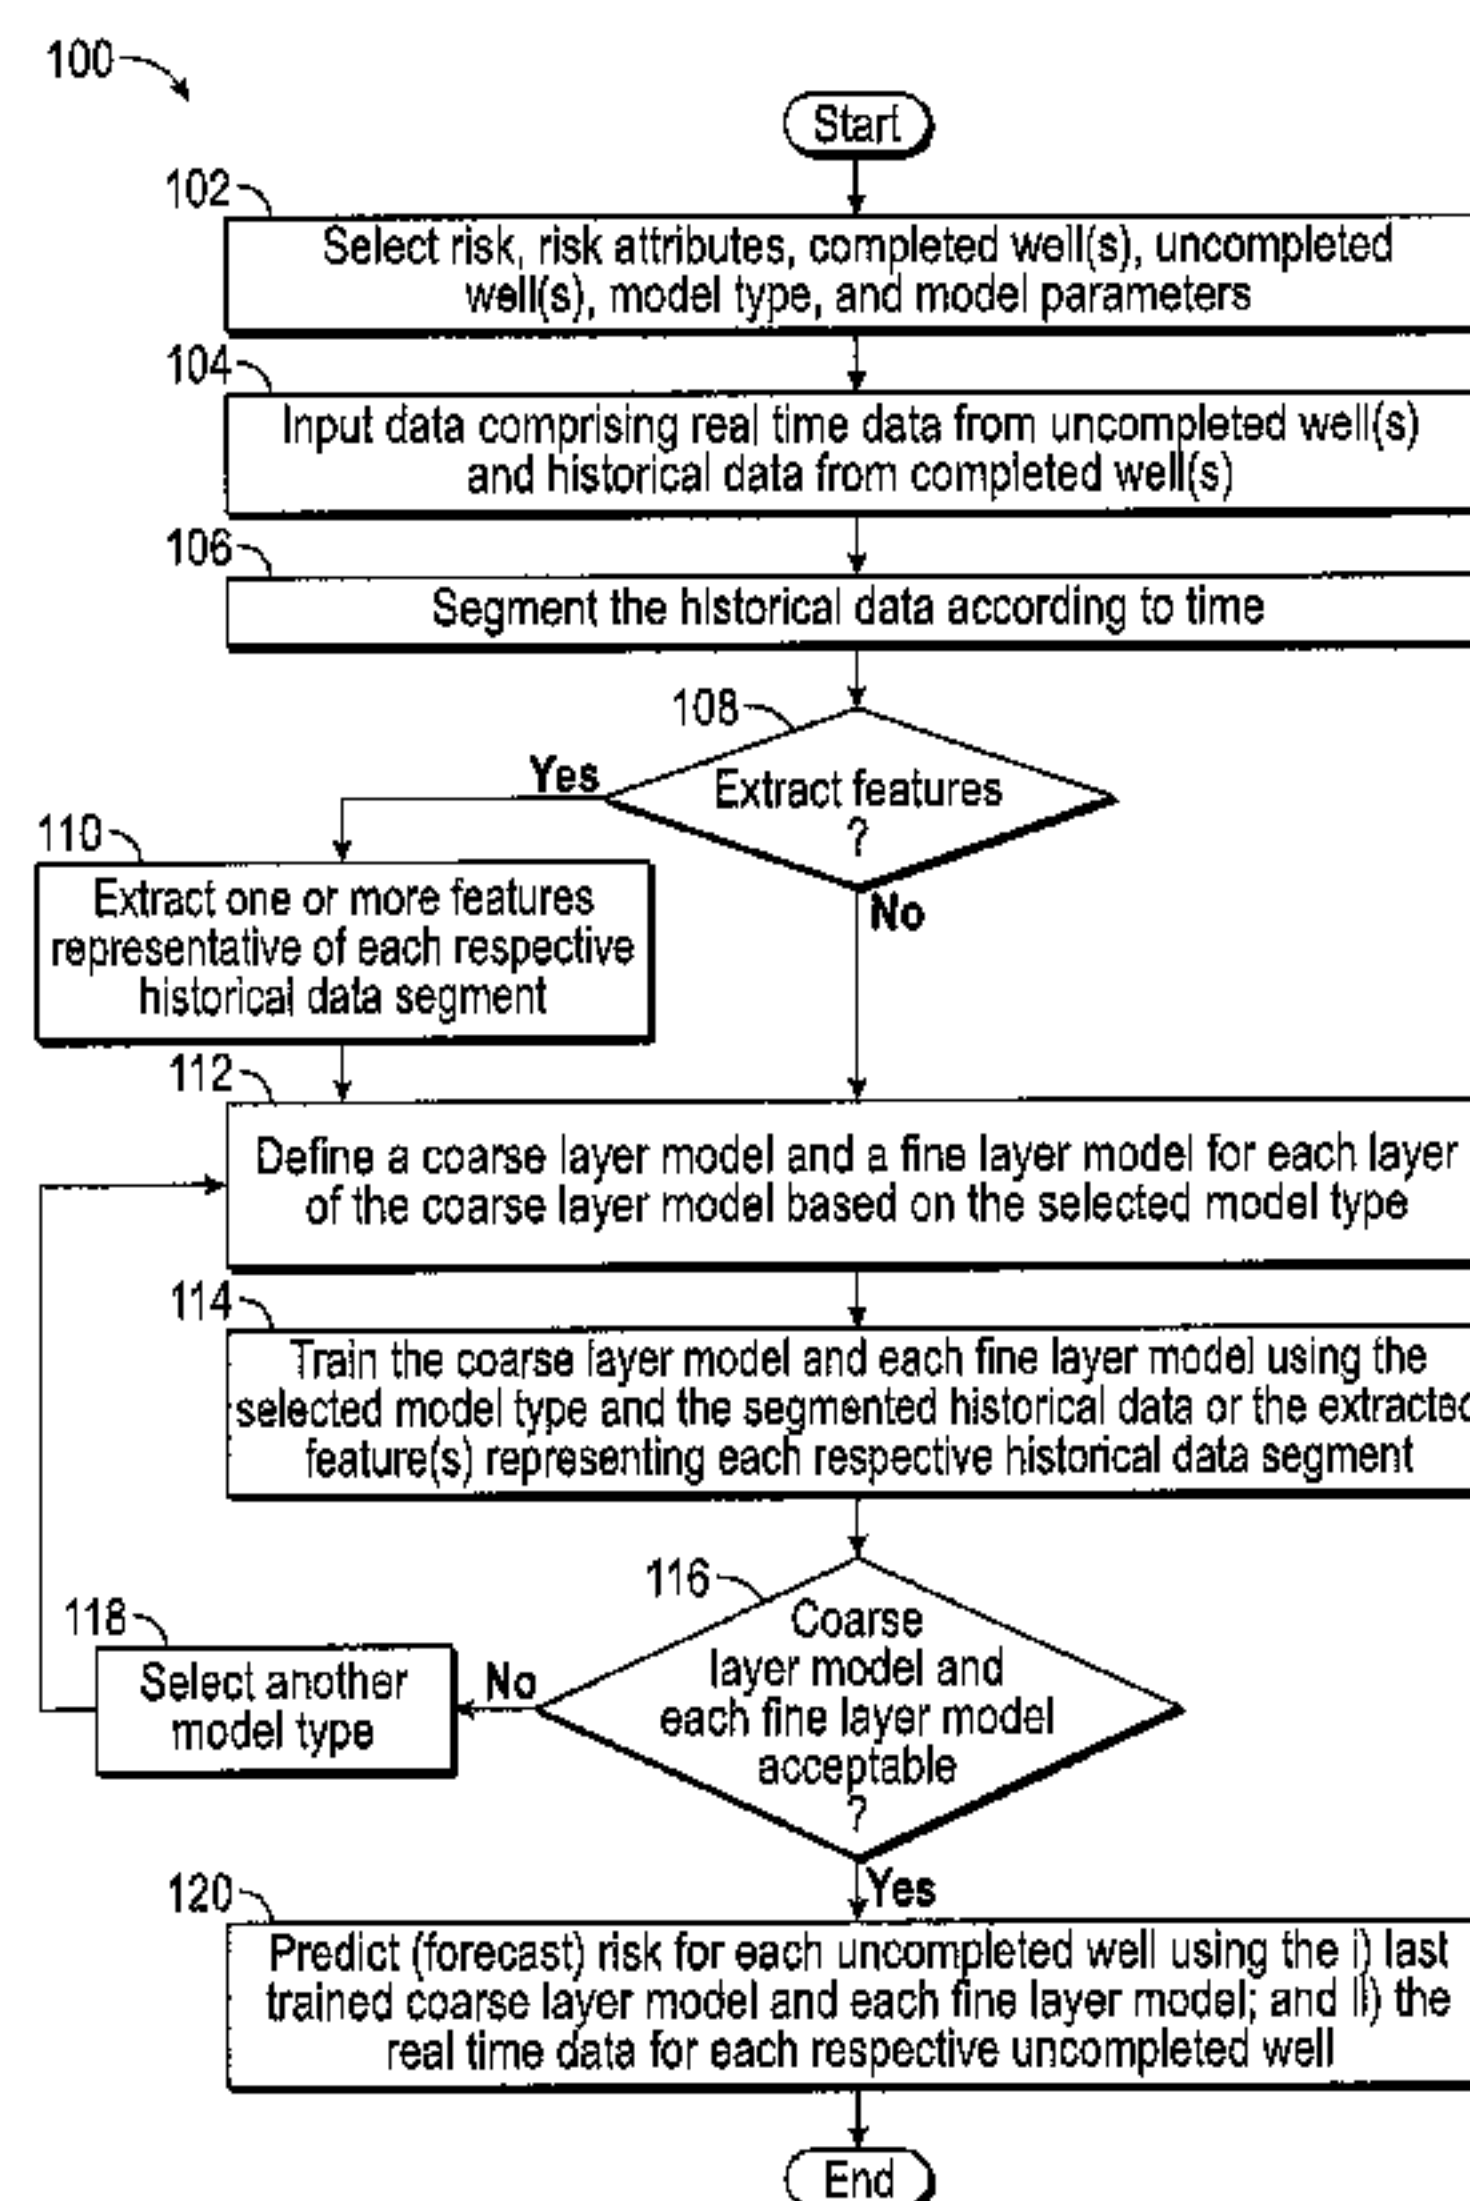 100
Start
102
Select risk, risk attributes, completed well(s), uncompleted
well(s), model type, and model parameters
104
Input data comprising real time data from uncompleted well(s)
and historical data from completed well(s)
106
Segment the historical data according to time
108
Extract features
?
Yes
No
110
Extract one or more features
representative of each respective
historical data segment
112
Define a coarse layer model and a fine layer model for each layer
of the coarse layer model based on the selected model type
114
Train the coarse layer model and each fine layer model using the
selected model type and the segmented historical data or the extracted
feature(s) representing each respective historical data segment
116
Coarse
layer model and
each fine layer model
acceptable
?
No
118
Select another
model type
Yes
120
Predict (forecast) risk for each uncompleted well using the i) last
trained coarse layer model and each fine layer model; and ii) the
real time data for each respective uncompleted well
End